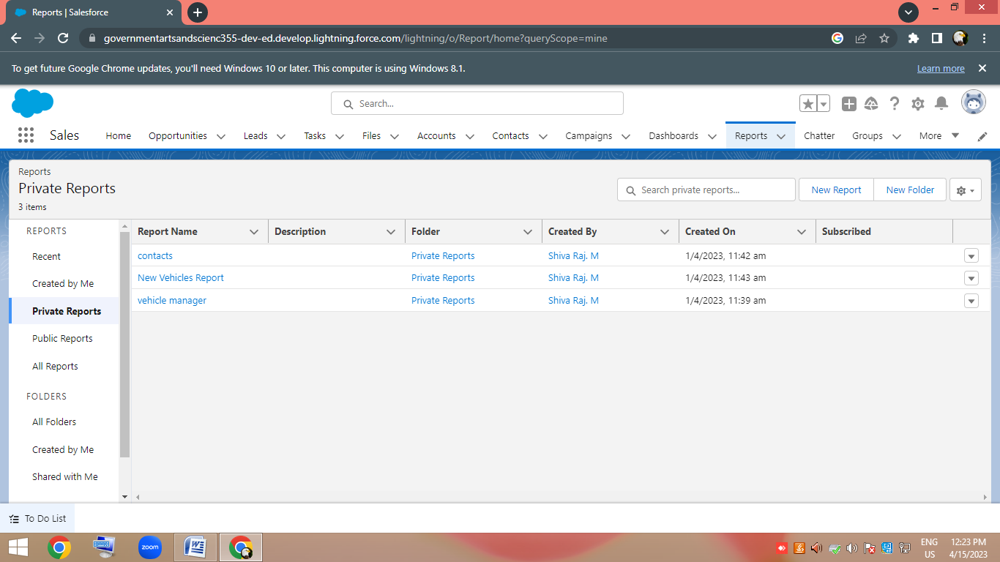 Reports | Salesforce
governmentartsandscienc355-dev-ed.develop.lightning.force.com/lightning/o/Report/home?queryScope=mine
To get future Google Chrome updates, you'll need Windows 10 or later. This computer is using Windows 8.1.
Learn more
Search...
Sales
Home
Opportunities
Leads
Tasks
Files
Accounts
Contacts
Campaigns
Dashboards
Reports
Chatter
Groups
More
Reports
Private Reports
3 items
Search private reports...
New Report
New Folder
REPORTS
Recent
Created by Me
Private Reports
Public Reports
All Reports
FOLDERS
All Folders
Created by Me
Shared with Me
Report Name Description Folder Created By Created On Subscribed
contacts Private Reports Shiva Raj. M 1/4/2023, 11:42 am
New Vehicles Report Private Reports Shiva Raj. M 1/4/2023, 11:43 am
vehicle manager Private Reports Shiva Raj. M 1/4/2023, 11:39 am
To Do List
zoom
ENG
US
12:23 PM
4/15/2023